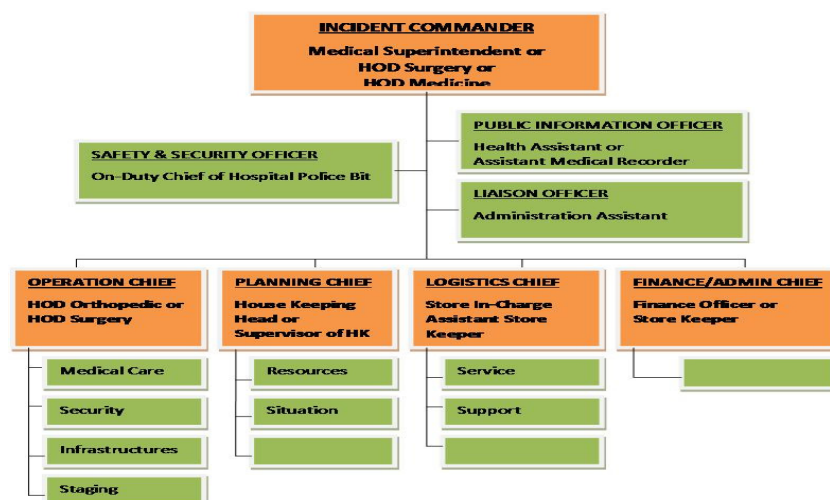 INCIDENT COMMANDER
Medical Superintendent or
HOD Surgery or
HOD Medicine
PUBLIC INFORMATION OFFICER
Health Assistant or
Assistant Medical Recorder
SAFETY & SECURITY OFFICER
On-Duty Chief of Hospital Police Bit
LIAISON OFFICER
Administration Assistant
OPERATION CHIEF
HOD Orthopedic or
HOD Surgery
PLANNING CHIEF
House Keeping
Head or
Supervisor of HK
LOGISTICS CHIEF
Store In-Charge
Assistant Store
Keeper
FINANCE/ADMIN CHIEF
Finance Officer or
Store Keeper
Medical Care
Security
Infrastructures
Staging
Resources
Situation
Service
Support